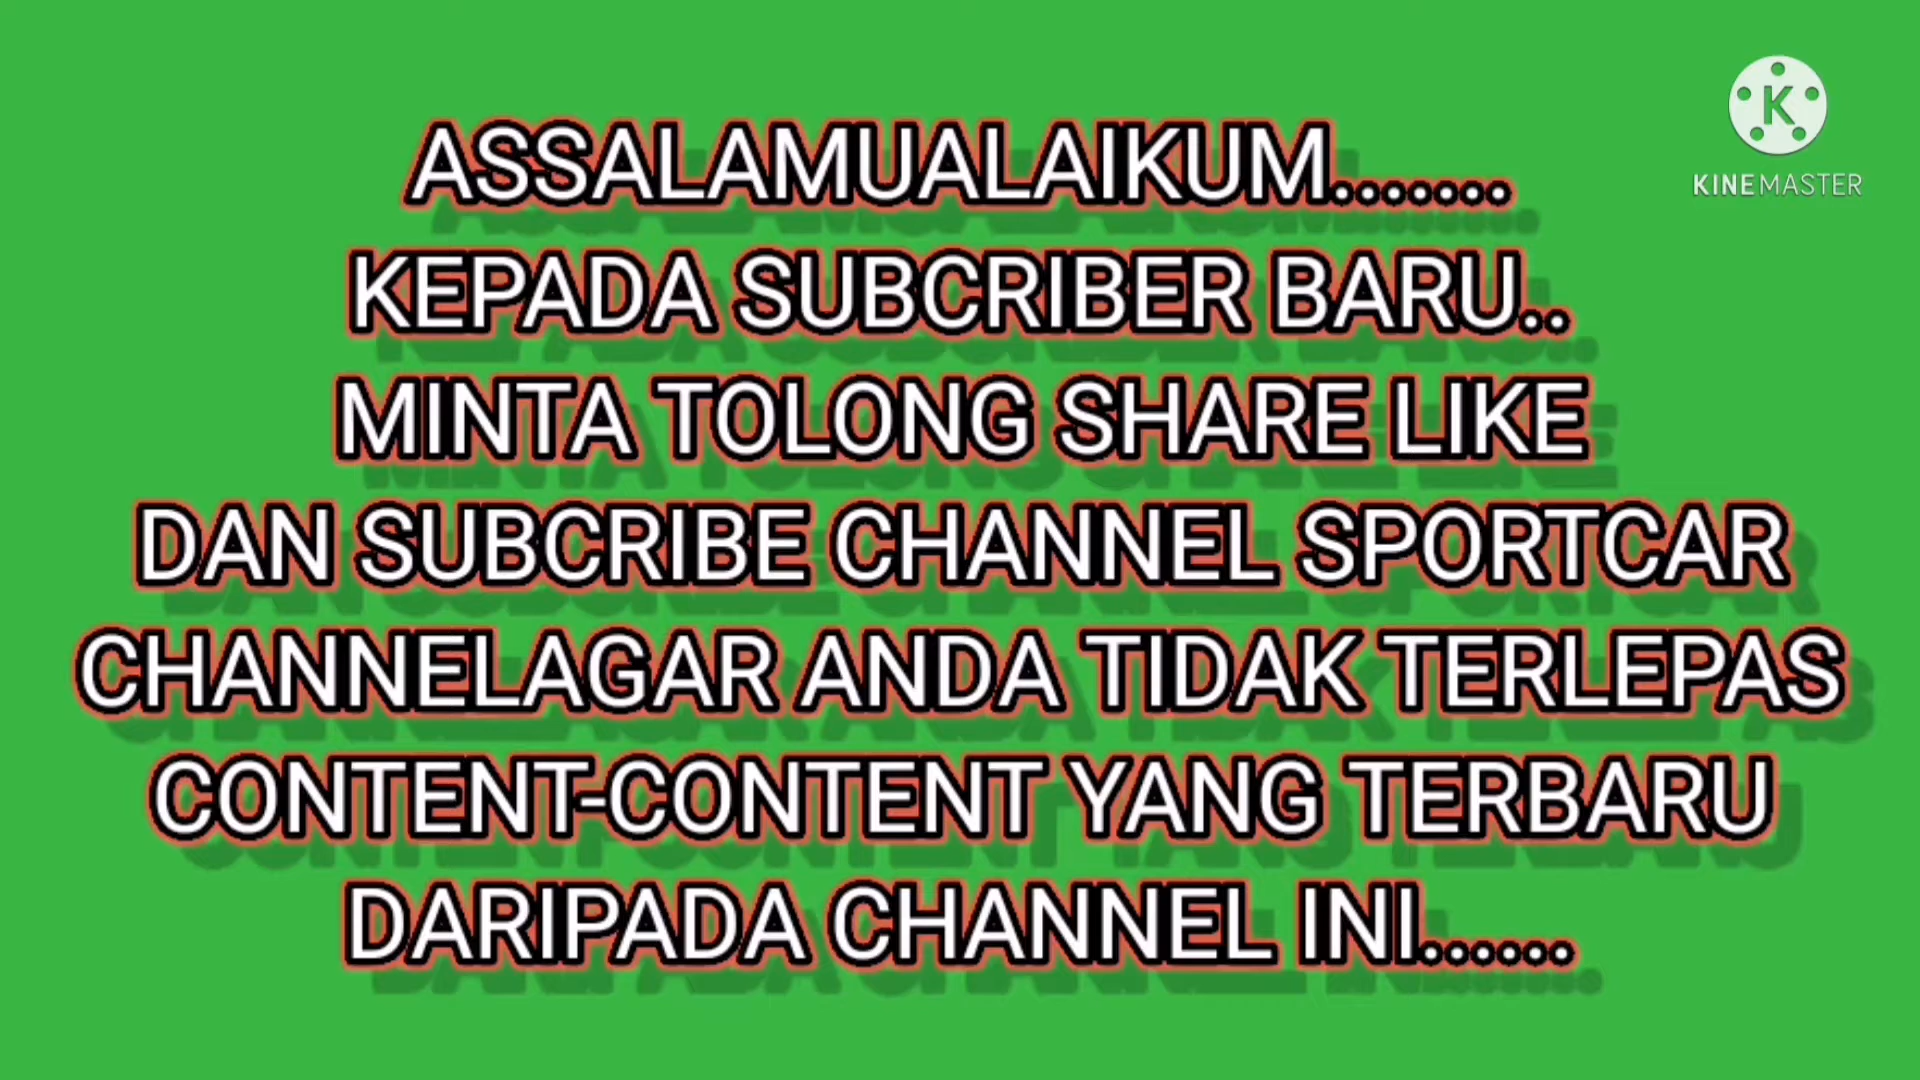 K
KINEMASTER
ASSALAMUALAIKUM.......
KEPADA SUBCRIBER BARU..
MINTA TOLONG SHARE LIKE
DAN SUBCRIBE CHANNEL SPORTCAR
CHANNELAGAR ANDA TIDAK TERLEPAS
CONTENT-CONTENT YANG TERBARU
DARIPADA CHANNEL INI......